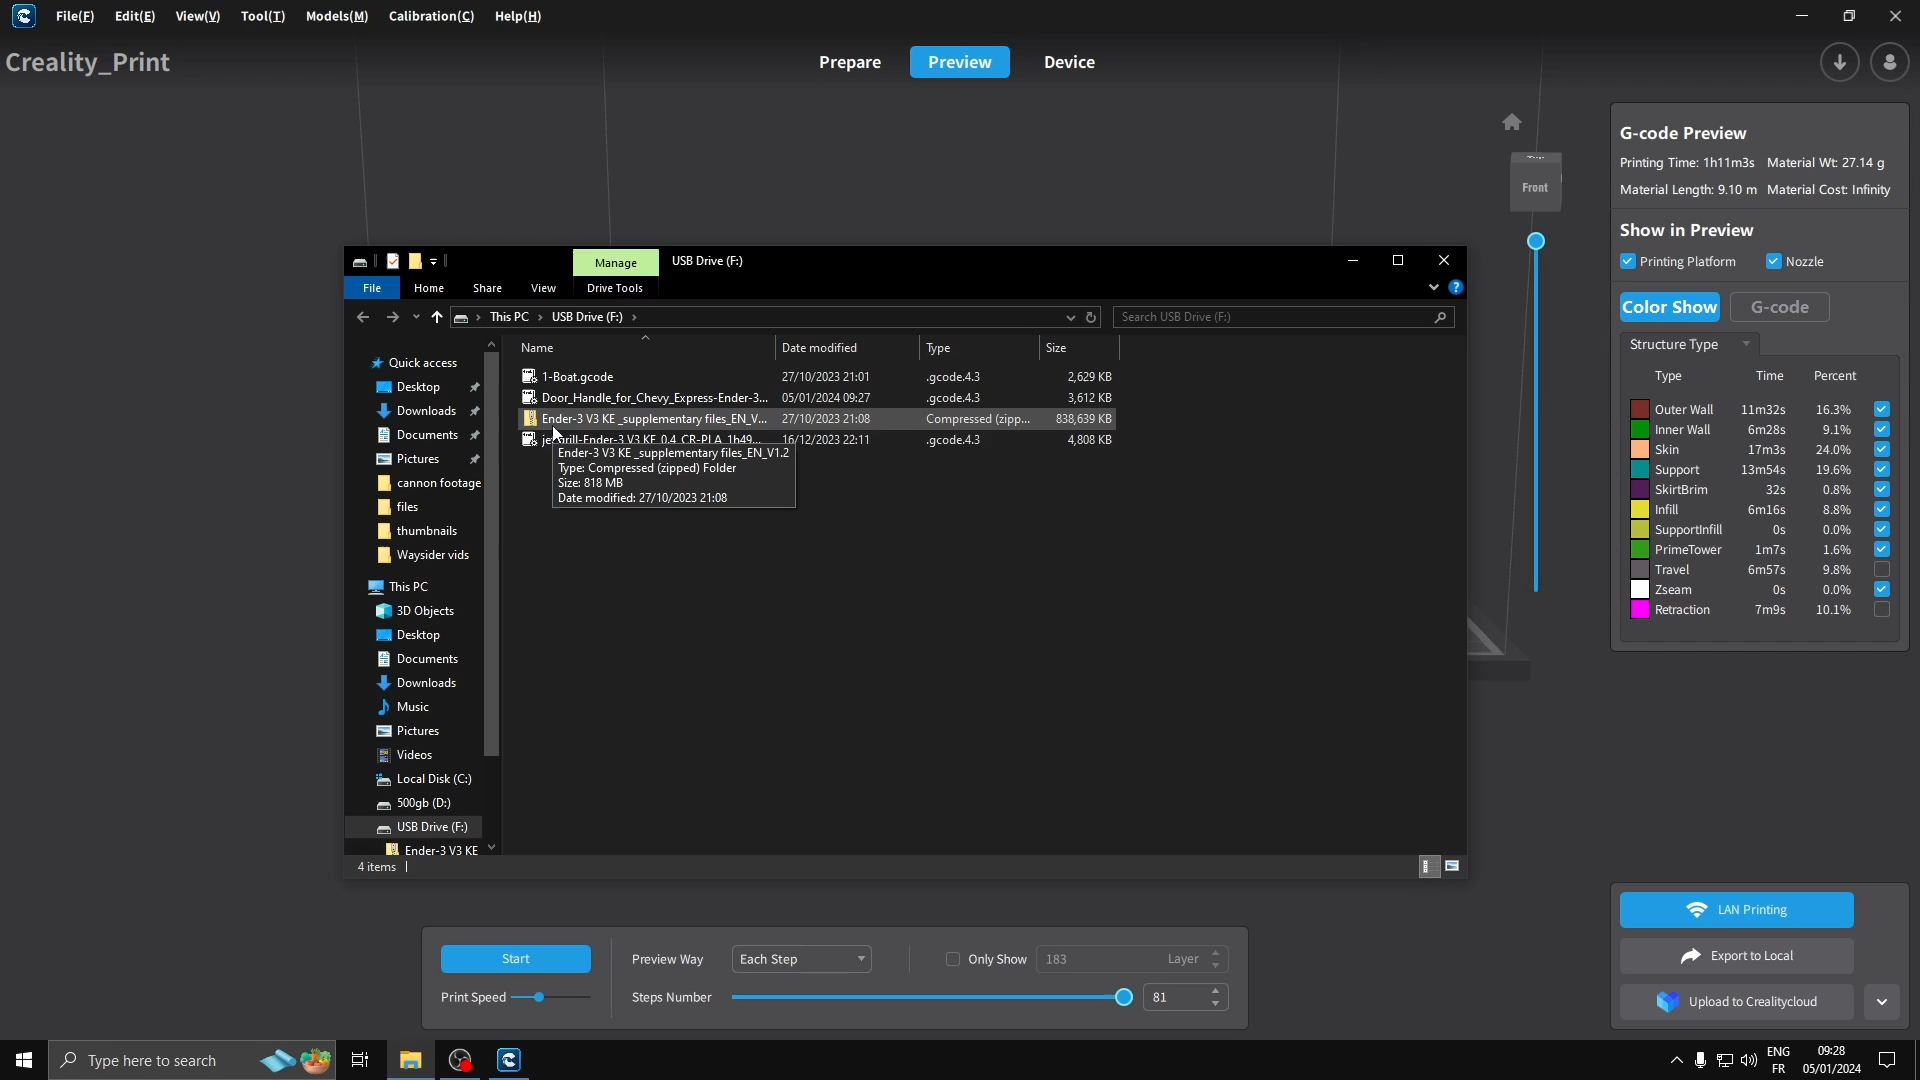 File(F) Edit(E) View(V) Tool(T) Models(M) Calibration(C) Help(H)
Creality_Print
Prepare Preview Device
G-code Preview
Printing Time: 1h11m3s Material Wt: 27.14 g
Material Length: 9.10 m Material Cost: Infinity
Front
Show in Preview
Printing Platform Nozzle
Color Show G-code
Structure Type
Type Time Percent
Outer Wall 11m32s 16.3%
Inner Wall 6m28s 9.1%
Skin 17m3s 24.0%
Support 13m54s 19.6%
SkirtBrim 32s 0.8%
Infill 6m16s 8.8%
SupportInfill 0s 0.0%
PrimeTower 1m7s 1.6%
Travel 6m57s 9.8%
Zseam 0s 0.0%
Retraction 7m9s 10.1%
Manage USB Drive (F:)
File Home Share View Drive Tools
This PC USB Drive (F:)
Search USB Drive (F:)
Name Date modified Type Size
1-Boat.gcode 27/10/2023 21:01 .gcode.4.3 2,629 KB
Door_Handle_for_Chevy_Express-Ender-3... 05/01/2024 09:27 .gcode.4.3 3,612 KB
Ender-3 V3 KE _supplementary files_EN_V... 27/10/2023 21:08 Compressed (zipp... 838,639 KB
16/12/2023 22:11 .gcode.4.3 4,808 KB
Ender-3 V3 KE _supplementary files_EN_V1.2
Type: Compressed (zipped) Folder
Size: 818 MB
Date modified: 27/10/2023 21:08
Quick access
Desktop
Downloads
Documents
Pictures
cannon footage
files
thumbnails
Waysider vids
This PC
3D Objects
Desktop
Documents
Downloads
Music
Pictures
Videos
Local Disk (C:)
500gb (D:)
USB Drive (F:)
Ender-3 V3 KE
4 items
Start
Print Speed
Preview Way Each Step
Only Show 183 Layer
Steps Number 81
LAN Printing
Export to Local
Upload to Crealitycloud
Type here to search
ENG
FR
09:28
05/01/2024